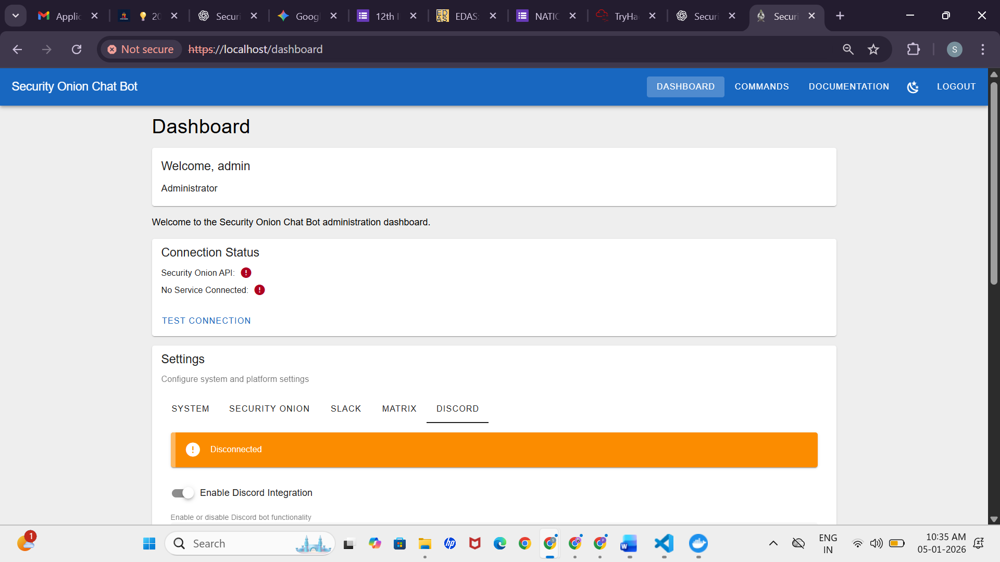 Applic
20
Securi
Googl
12th I
EDAS:
NATIO
TryHa
Securi
Securi
Not secure
https://localhost/dashboard
S
Security Onion Chat Bot
DASHBOARD
COMMANDS
DOCUMENTATION
LOGOUT
Dashboard
Welcome, admin
Administrator
Welcome to the Security Onion Chat Bot administration dashboard.
Connection Status
Security Onion API:
No Service Connected:
TEST CONNECTION
Settings
Configure system and platform settings
SYSTEM
SECURITY ONION
SLACK
MATRIX
DISCORD
Disconnected
Enable Discord Integration
Enable or disable Discord bot functionality
1
Search
ENG
IN
10:35 AM
05-01-2026